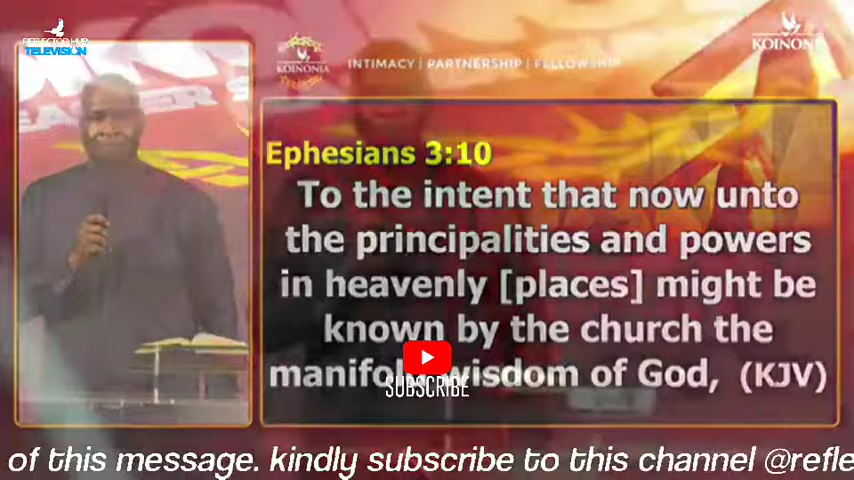 TELEVISION
KOINONIA
INTIMACY | PARTNERSHIP | FELLOWSHIP
KOINONIA
Ephesians 3:10
To the intent that now unto
the principalities and powers
in heavenly [places] might be
known by the church the
manifold wisdom of God, (KJV)
SUBSCRIBE
of this message. kindly subscribe to this channel @refle